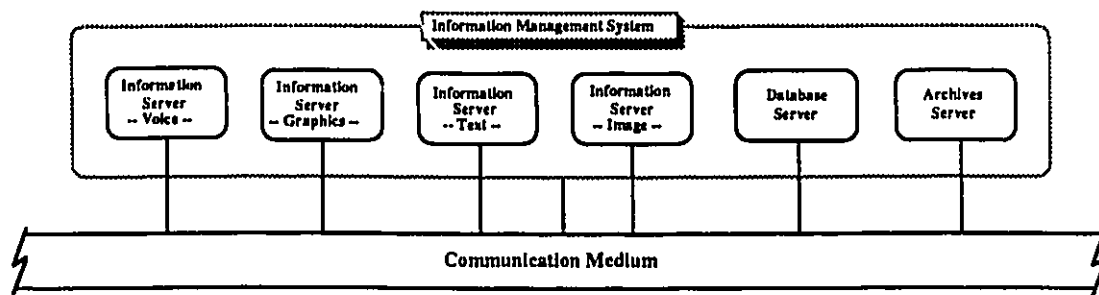 Information Management System
Information
Server
-- Voice --
Information
Server
-- Graphics --
Information
Server
-- Text --
Information
Server
-- Image --
Database
Server
Archives
Server
Communication Medium